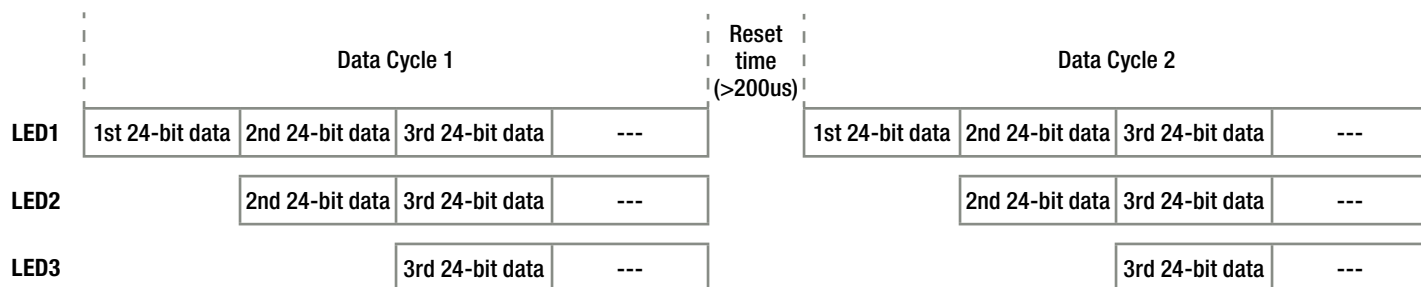 Data Cycle 1
Reset
time
(>200us)
Data Cycle 2
LED1 1st 24-bit data 2nd 24-bit data 3rd 24-bit data --- 1st 24-bit data 2nd 24-bit data 3rd 24-bit data ---
LED2 2nd 24-bit data 3rd 24-bit data --- 2nd 24-bit data 3rd 24-bit data ---
LED3 3rd 24-bit data --- 3rd 24-bit data ---